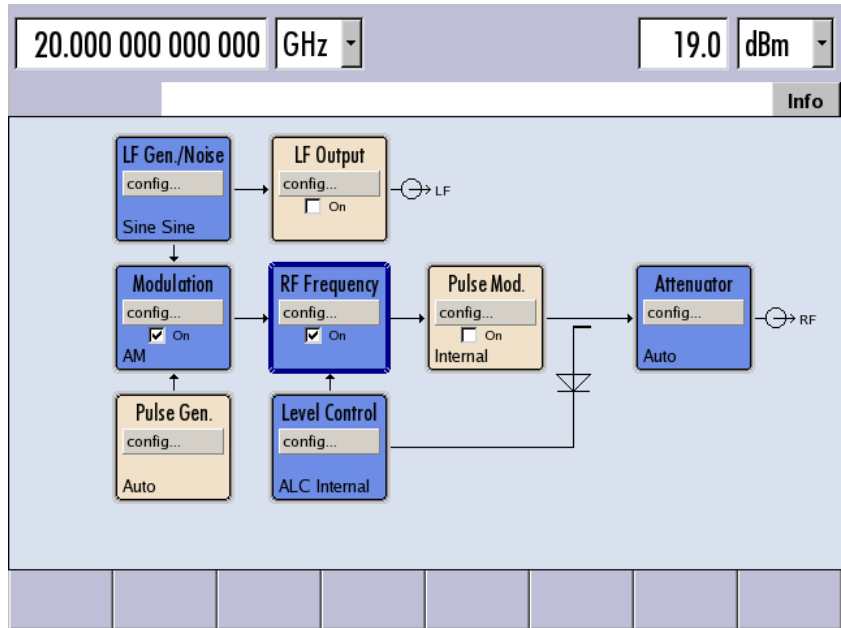 20.000 000 000 000 GHz 19.0 dBm
Info
LF Gen./Noise
config...
Sine Sine
LF Output
config...
On
LF
Modulation
config...
On
AM
RF Frequency
config...
On
Pulse Mod.
config...
On
Internal
Attenuator
config...
Auto
RF
Pulse Gen.
config...
Auto
Level Control
config...
ALC Internal